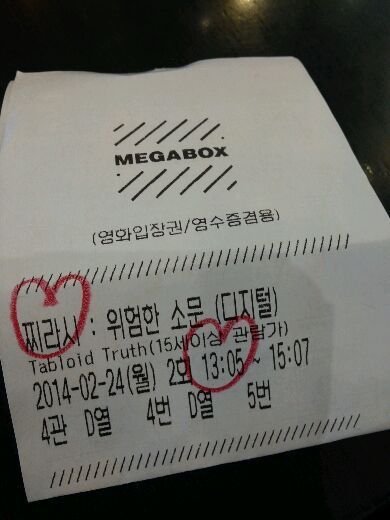 MEGABOX
(영화입장권/영수증겸용)
찌라시 : 위험한 소문 (디지털)
Tabloid Truth(15세이상 관람가)
2014-02-24(월) 2회 13:05 ~ 15:07
4관 D열 4번 D열 5번